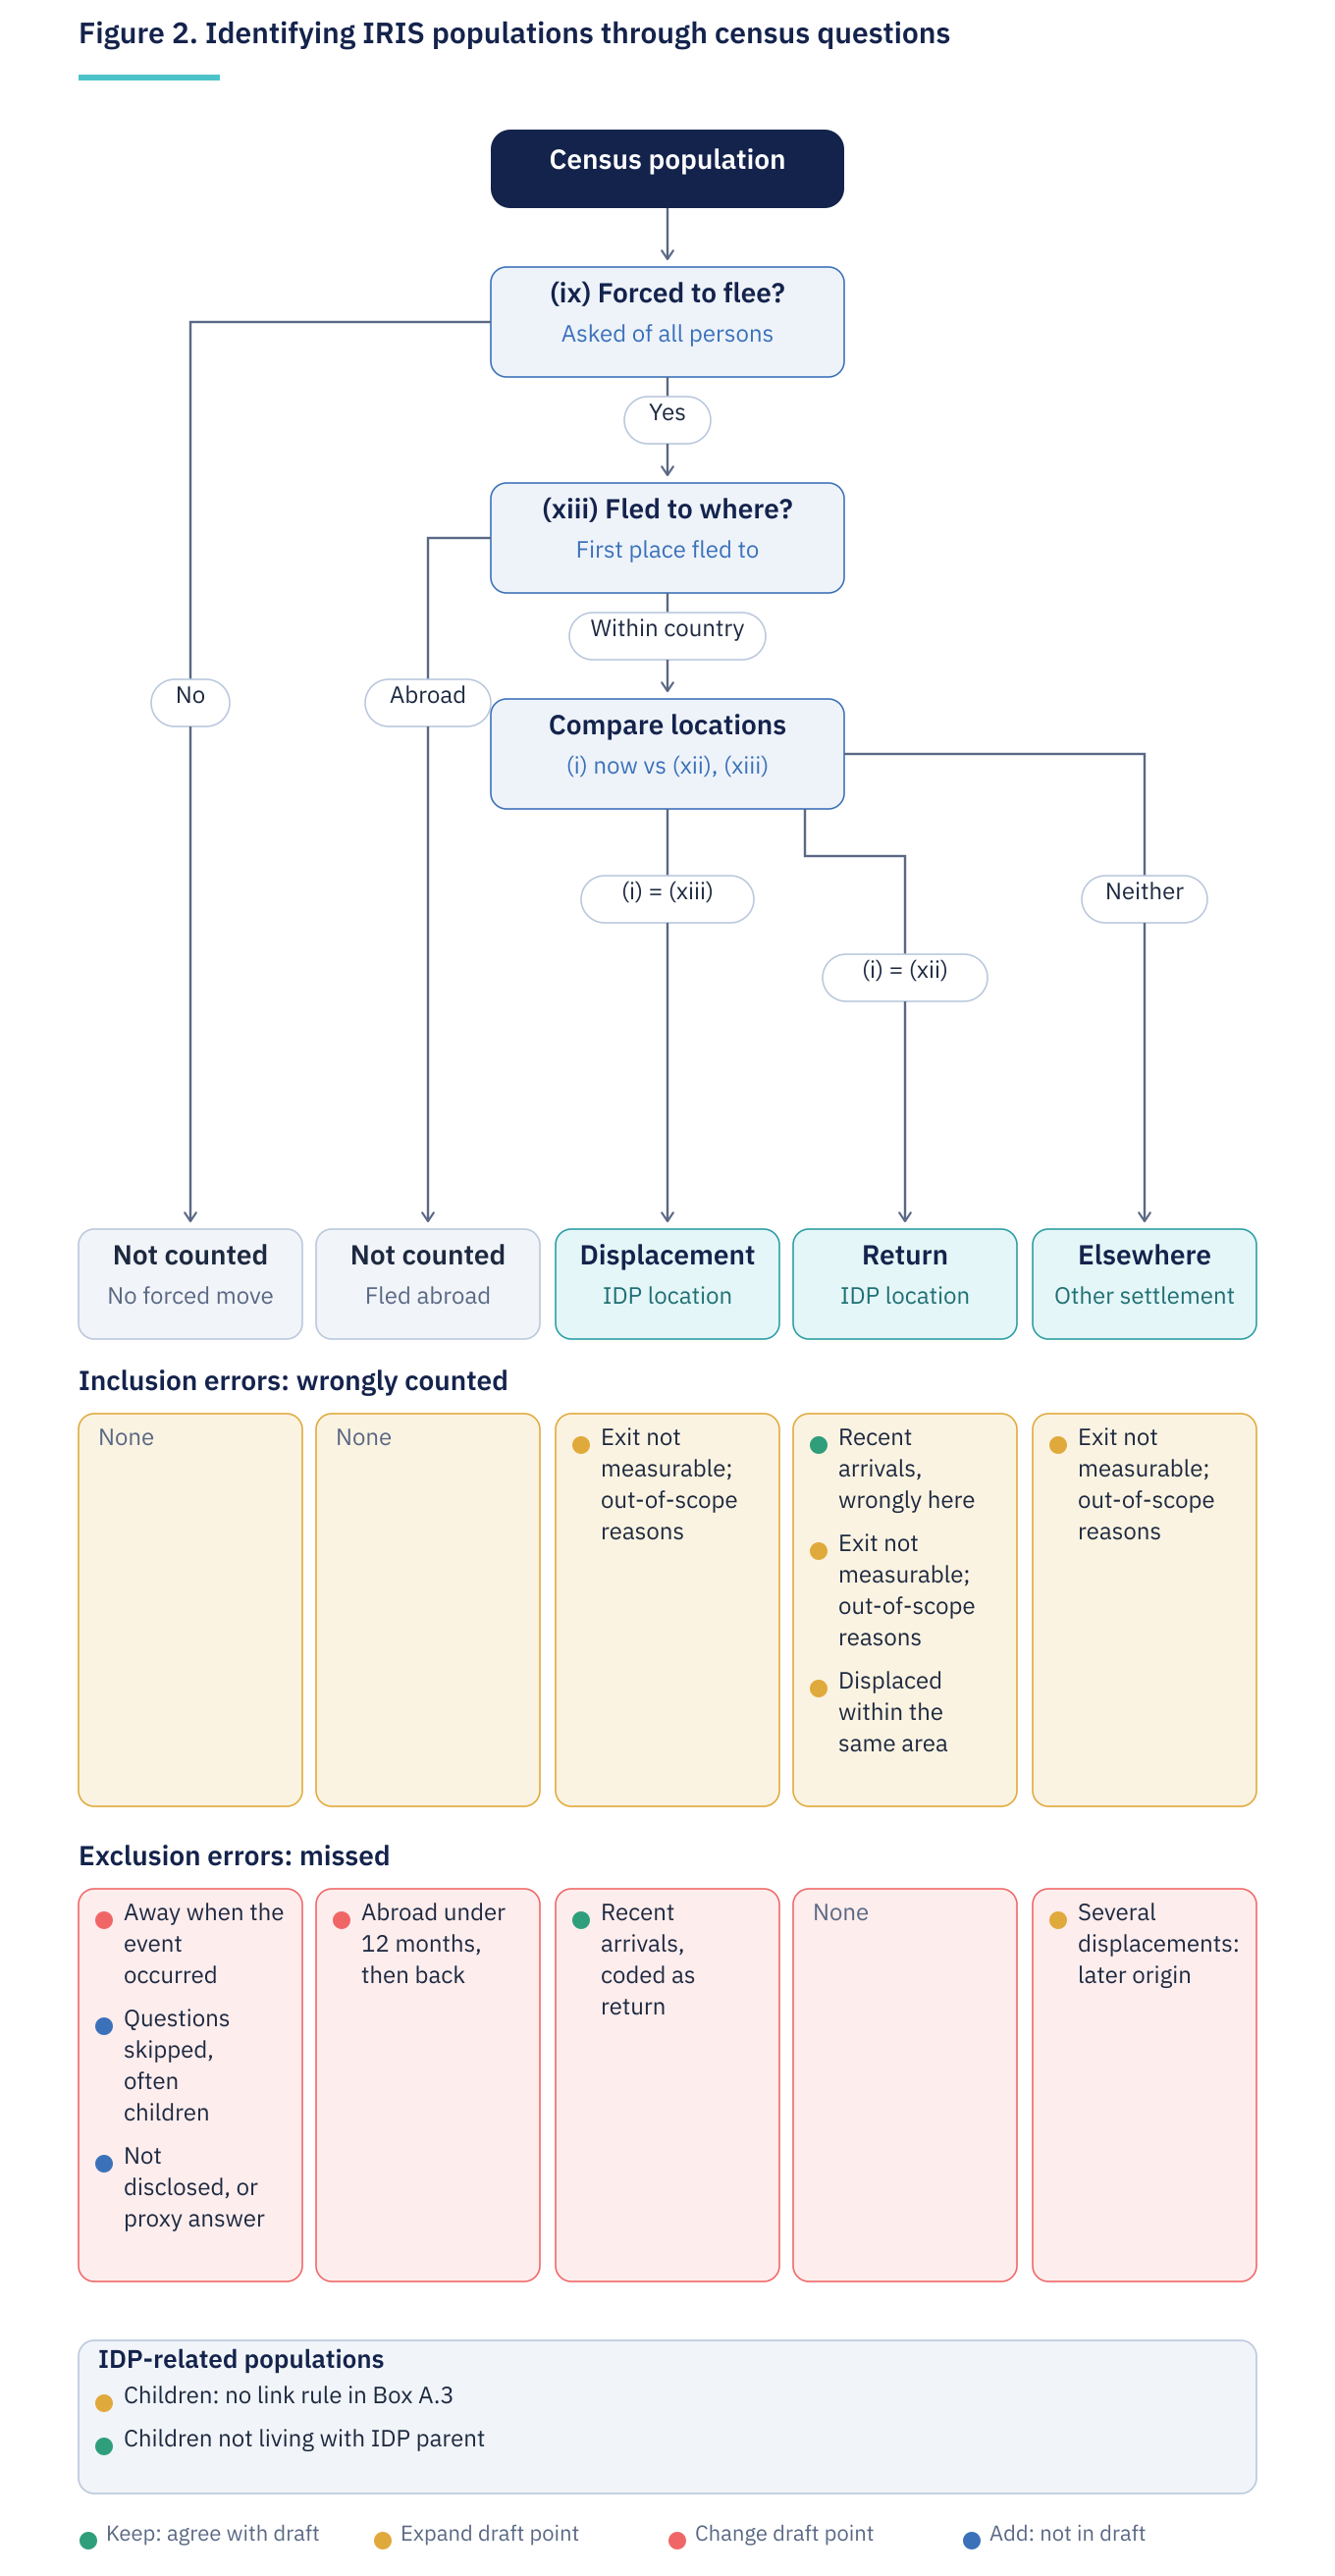 Figure 2. Identifying IRIS populations through census questions
Census population
(ix) Forced to flee?
Asked of all persons
Yes
(xiii) Fled to where?
First place fled to
Within country
No
Abroad
Compare locations
(i) now vs (xii), (xiii)
(i) = (xiii)
Neither
(i) = (xii)
Not counted
No forced move
Not counted
Fled abroad
Displacement
IDP location
Return
IDP location
Elsewhere
Other settlement
Inclusion errors: wrongly counted
None
None
Exit not
measurable;
out-of-scope
reasons
Recent
arrivals,
wrongly here
Exit not
measurable;
out-of-scope
reasons
Displaced
within the
same area
Exit not
measurable;
out-of-scope
reasons
Exclusion errors: missed
Away when the
event
occurred
Questions
skipped,
often
children
Not
disclosed, or
proxy answer
Abroad under
12 months,
then back
Recent
arrivals,
coded as
return
None
Several
displacements:
later origin
IDP-related populations
Children: no link rule in Box A.3
Children not living with IDP parent
Keep: agree with draft
Expand draft point
Change draft point
Add: not in draft